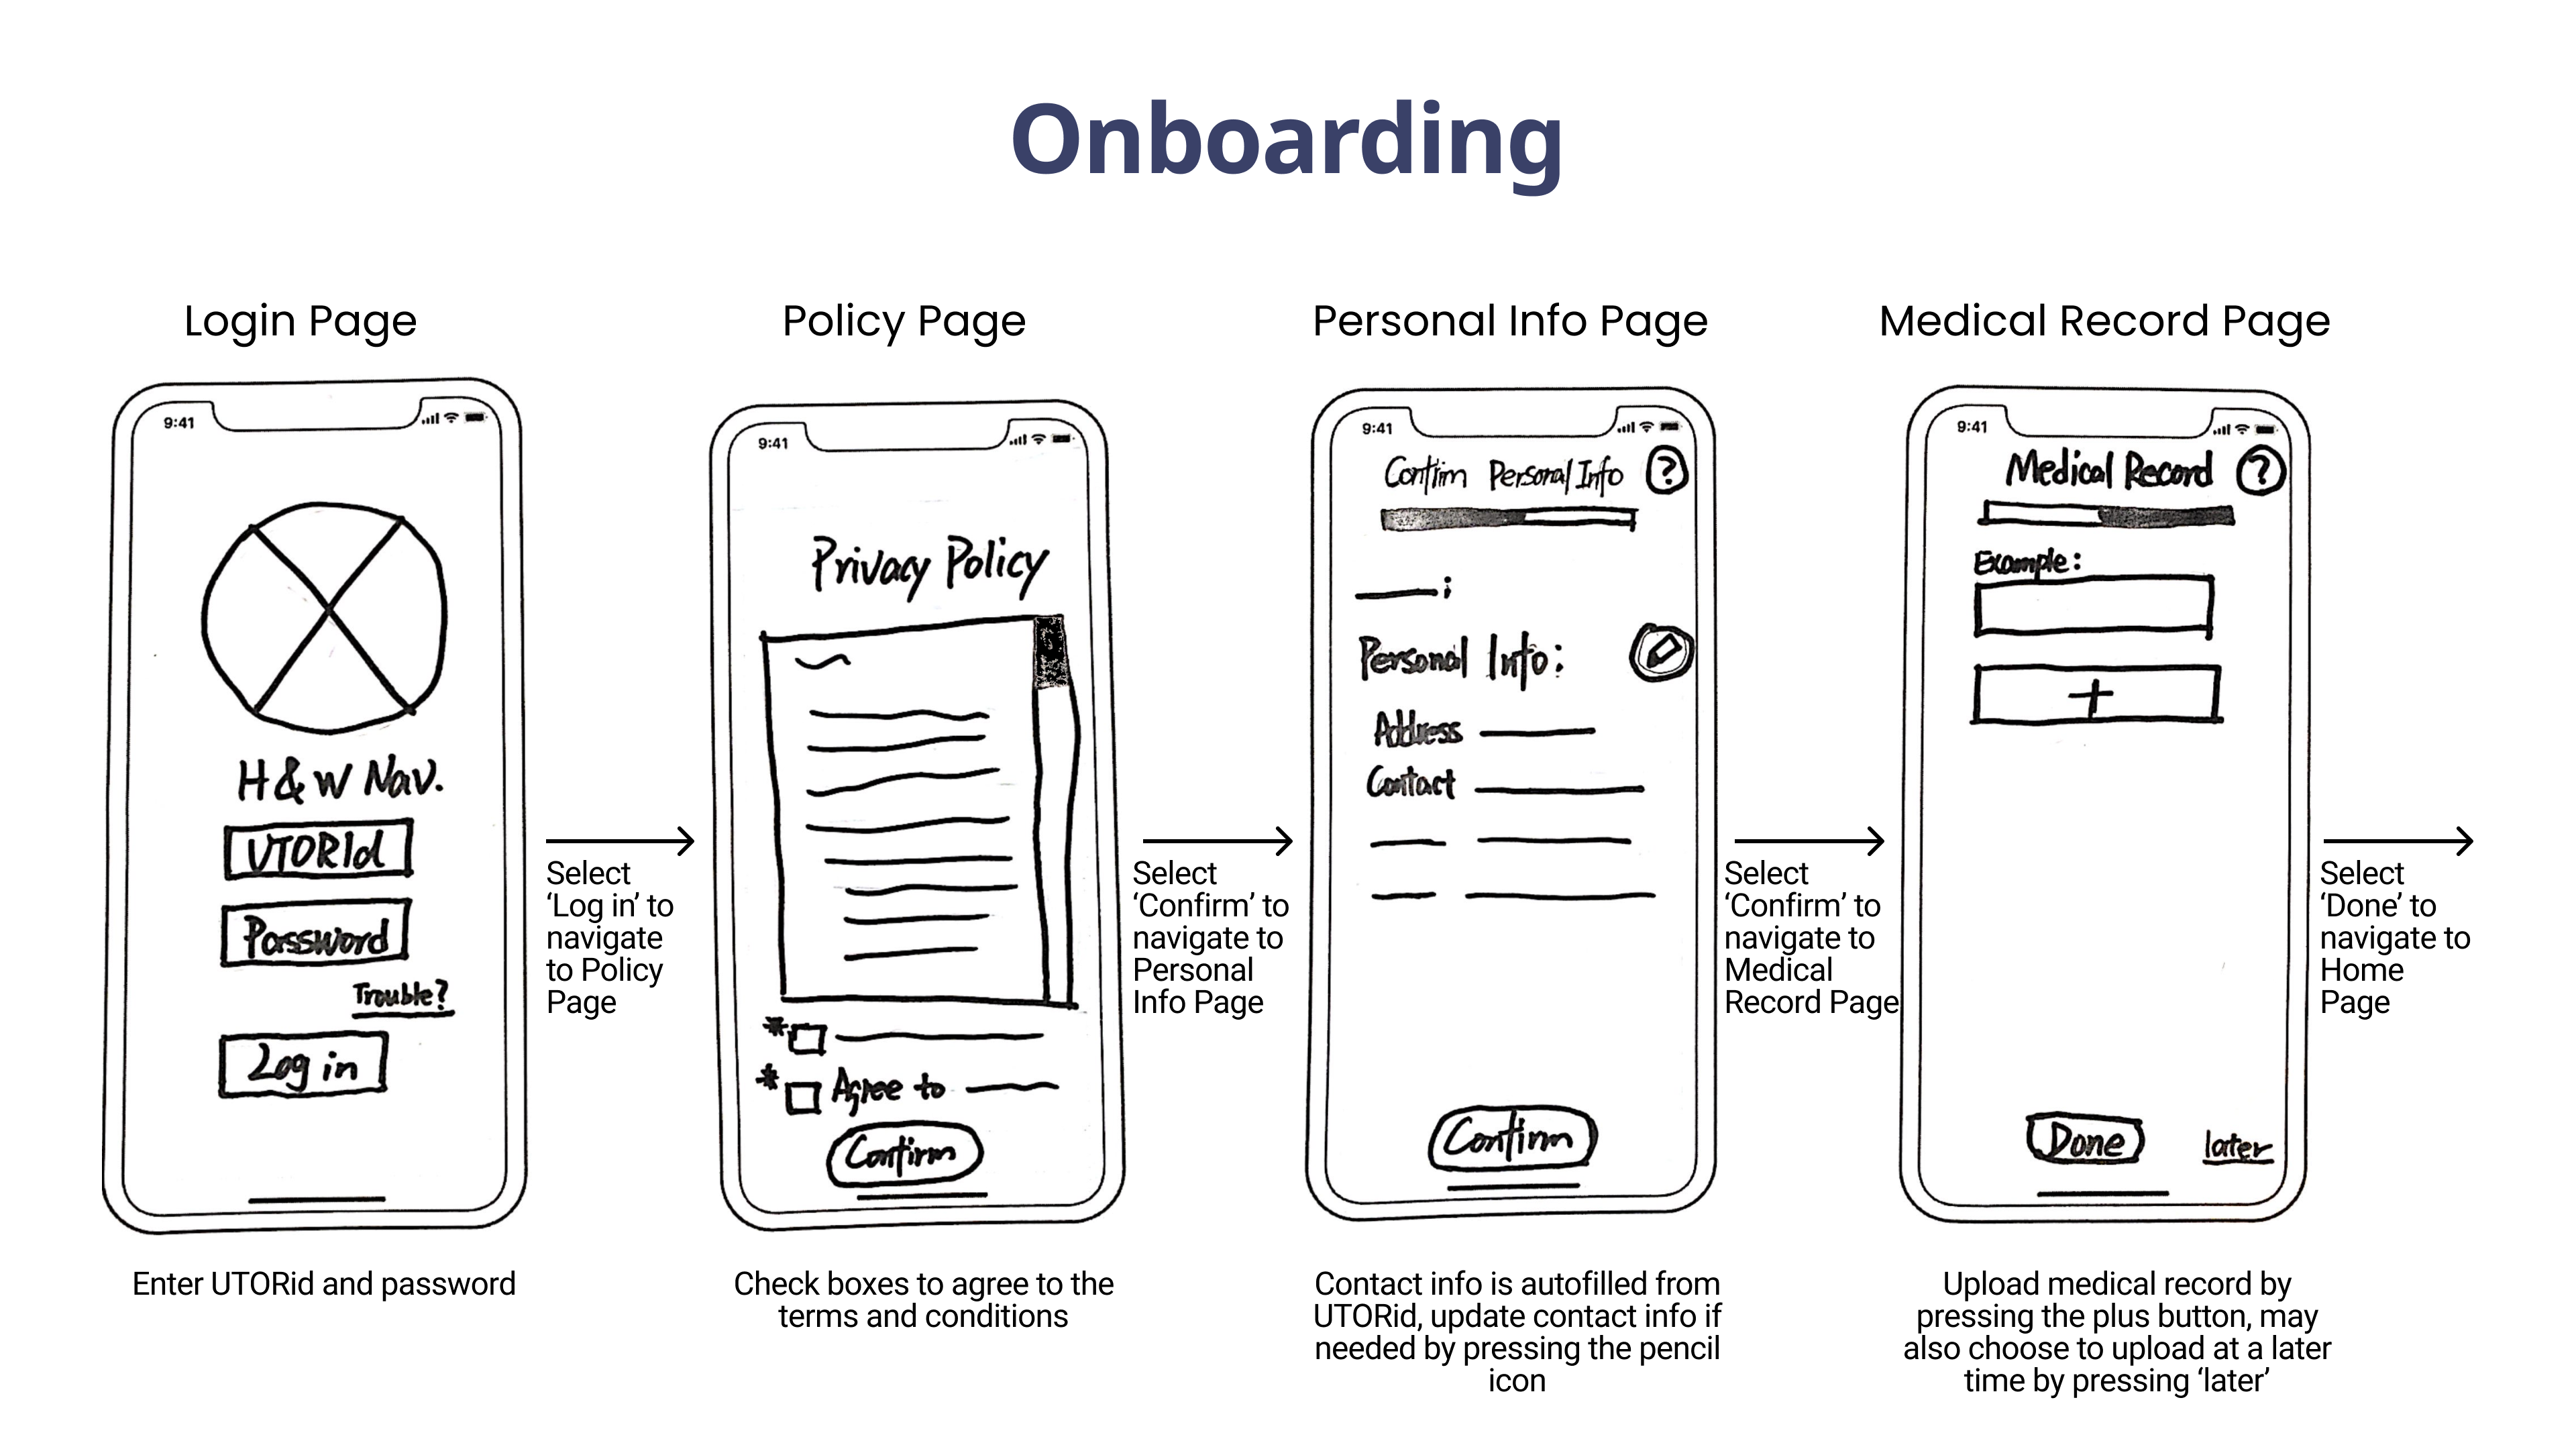 Onboarding
Login Page
9:41
H & W Nav.
UTORId
Password
Trouble?
Log in
Enter UTORid and password
Select
‘Log in’ to
navigate
to Policy
Page
Policy Page
9:41
Privacy Policy
*
* Agree to
Confirm
Check boxes to agree to the
terms and conditions
Select
‘Confirm’ to
navigate to
Personal
Info Page
Personal Info Page
9:41
Confirm Personal Info ?
:
Personal Info:
Address
Contact
Confirm
Contact info is autofilled from
UTORid, update contact info if
needed by pressing the pencil
icon
Select
‘Confirm’ to
navigate to
Medical
Record Page
Medical Record Page
9:41
Medical Record ?
Example:
+
Done later
Upload medical record by
pressing the plus button, may
also choose to upload at a later
time by pressing ‘later’
Select
‘Done’ to
navigate to
Home
Page